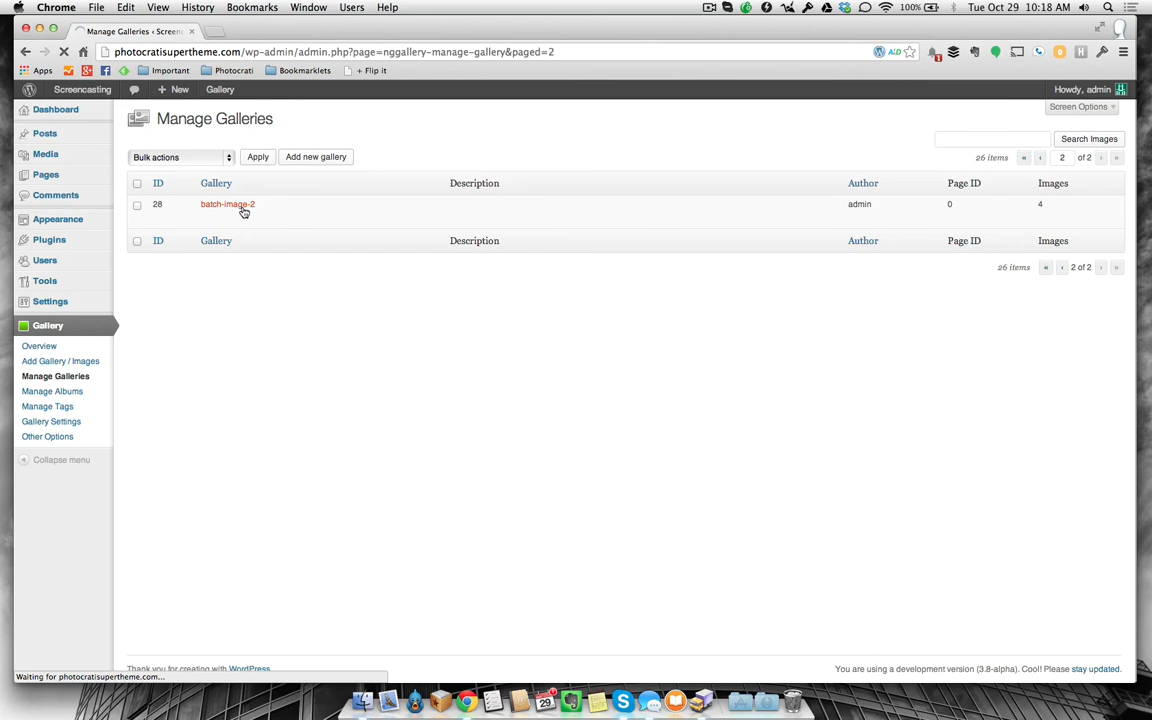 Chrome File Edit View History Bookmarks Window Users Help 100% Tue Oct 29 10:18 AM
Manage Galleries ‹ Screenc ×
photocratisupertheme.com/wp-admin/admin.php?page=nggallery-manage-gallery&paged=2 AiD 1
Apps Important Photocrati Bookmarklets + Flip it
Screencasting + New Gallery Howdy, admin
Dashboard
Screen Options
Manage Galleries
Posts
Search Images
Media
Bulk actions Apply Add new gallery 26 items « ‹ 2 of 2 › »
Pages
ID Gallery Description Author Page ID Images
Comments
28 batch-image-2 admin 0 4
Appearance
Plugins
ID Gallery Description Author Page ID Images
Users
26 items « ‹ 2 of 2 › »
Tools
Settings
Gallery
Overview
Add Gallery / Images
Manage Galleries
Manage Albums
Manage Tags
Gallery Settings
Other Options
Collapse menu
Thank you for creating with WordPress. You are using a development version (3.8-alpha). Cool! Please stay updated.
Waiting for photocratisupertheme.com...
29